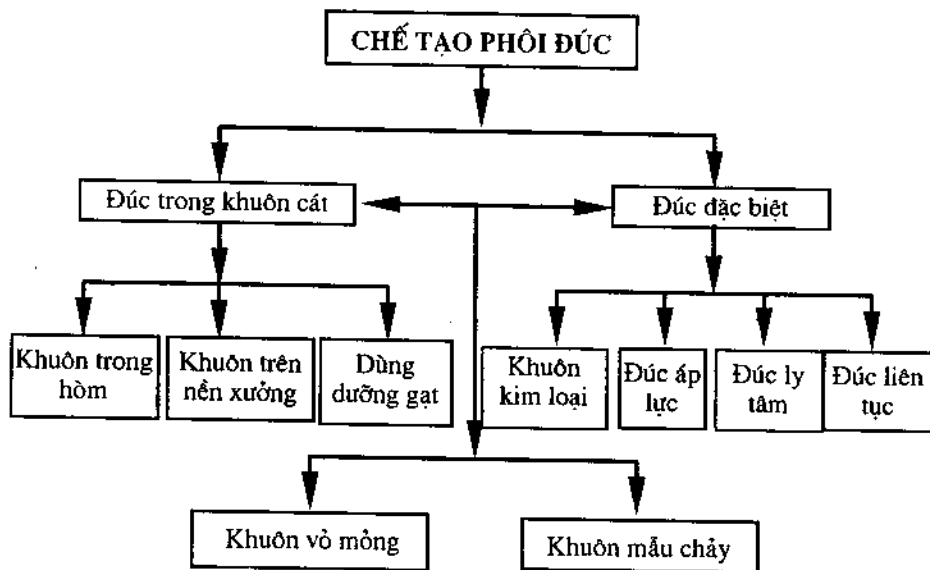 CHẾ TẠO PHÔI ĐÚC
Đúc trong khuôn cát
Đúc đặc biệt
Khuôn trong
hòm
Khuôn trên
nền xưởng
Dùng
dưỡng gạt
Khuôn
kim loại
Đúc áp
lực
Đúc ly
tâm
Đúc liên
tục
Khuôn vỏ mỏng
Khuôn mẫu chảy